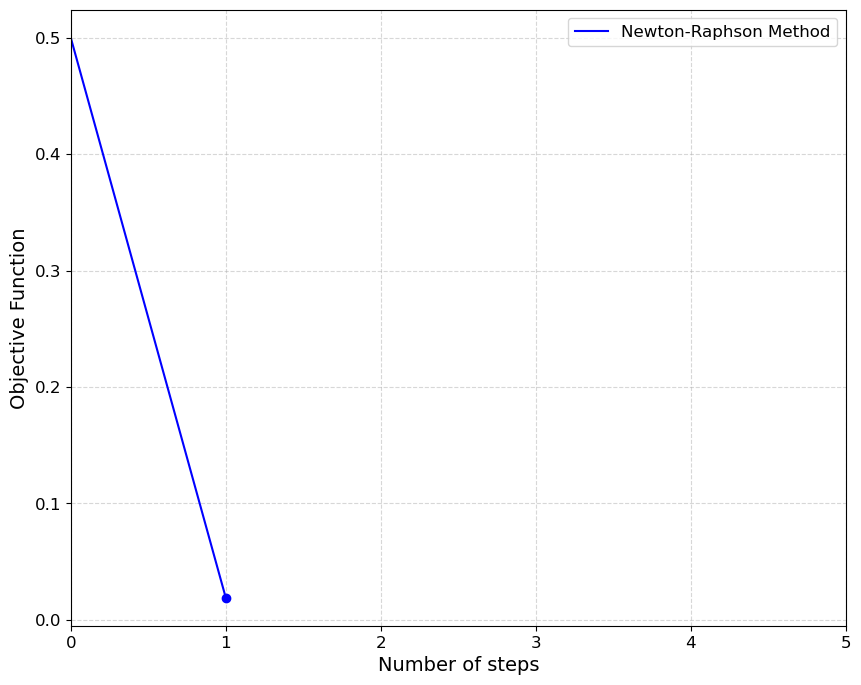 Newton-Raphson Method
Objective Function
0.5
0.4
0.3
0.2
0.1
0.0
0 1 2 3 4 5
Number of steps